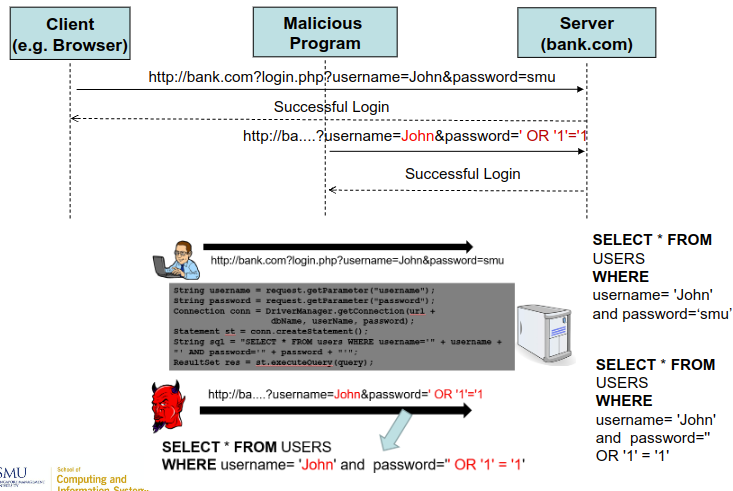 Client
(e.g. Browser)
Malicious
Program
Server
(bank.com)
http://bank.com?login.php?username=John&password=smu
Successful Login
http://ba....?username=John&password=' OR '1'='1
Successful Login
http://bank.com?login.php?username=John&password=smu
String username = request.getParameter("username");
String password = request.getParameter("password");
Connection conn = DriverManager.getConnection(url +
dbName, userName, password);
Statement st = conn.createStatement();
String sql = "SELECT * FROM users WHERE username='" + username +
"' AND password='" + password + "'";
ResultSet res = st.executeQuery(query);
http://ba....?username=John&password=' OR '1'='1
SELECT * FROM USERS
WHERE username= 'John' and password='' OR '1' = '1'
SELECT * FROM
USERS
WHERE
username= 'John'
and password=‘smu’
SELECT * FROM
USERS
WHERE
username= 'John'
and password=''
OR '1' = '1'
SMU
School of
Computing and
Information Systems